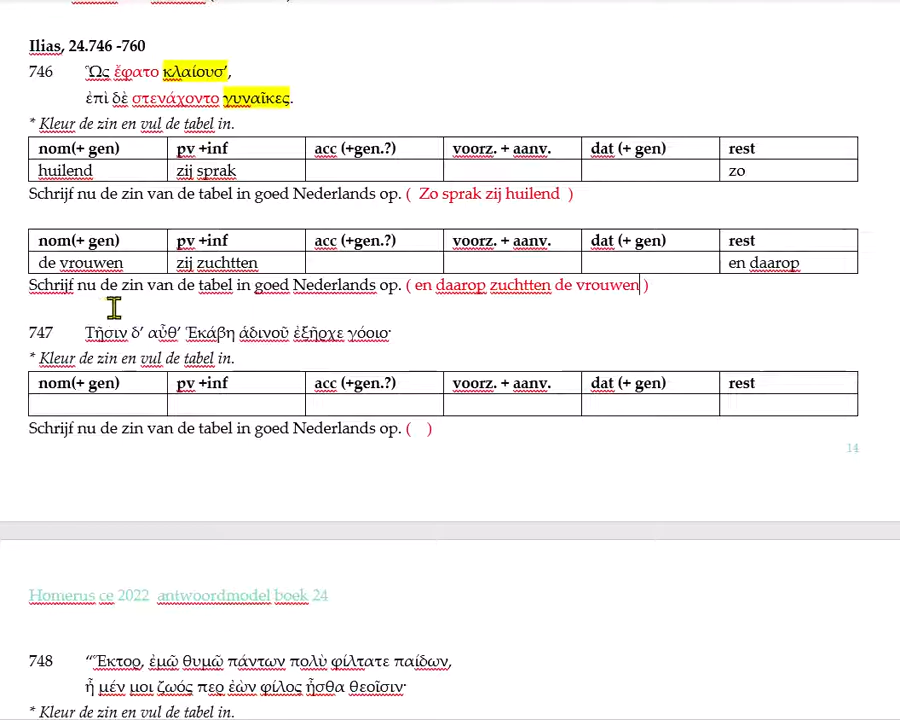 Ilias, 24.746 -760
746 Ὣς ἔφατο κλαίουσ’,
ἐπὶ δὲ στενάχοντο γυναῖκες.
* Kleur de zin en vul de tabel in.
nom(+ gen) pv +inf acc (+gen.?) voorz. + aanv. dat (+ gen) rest
huilend zij sprak zo
Schrijf nu de zin van de tabel in goed Nederlands op. ( Zo sprak zij huilend )
nom(+ gen) pv +inf acc (+gen.?) voorz. + aanv. dat (+ gen) rest
de vrouwen zij zuchtten en daarop
Schrijf nu de zin van de tabel in goed Nederlands op. ( en daarop zuchtten de vrouwen )
747 Τῇσιν δ’ αὖθ’ Ἑκάβη ἁδινοῦ ἐξῆρχε γόοιο·
* Kleur de zin en vul de tabel in.
nom(+ gen) pv +inf acc (+gen.?) voorz. + aanv. dat (+ gen) rest
Schrijf nu de zin van de tabel in goed Nederlands op. ( )
14
Homerus ce 2022 antwoordmodel boek 24
748 “Ἕκτορ, ἐμῷ θυμῷ πάντων πολὺ φίλτατε παίδων,
ἦ μέν μοι ζωός περ ἐὼν φίλος ἦσθα θεοῖσιν·
* Kleur de zin en vul de tabel in.